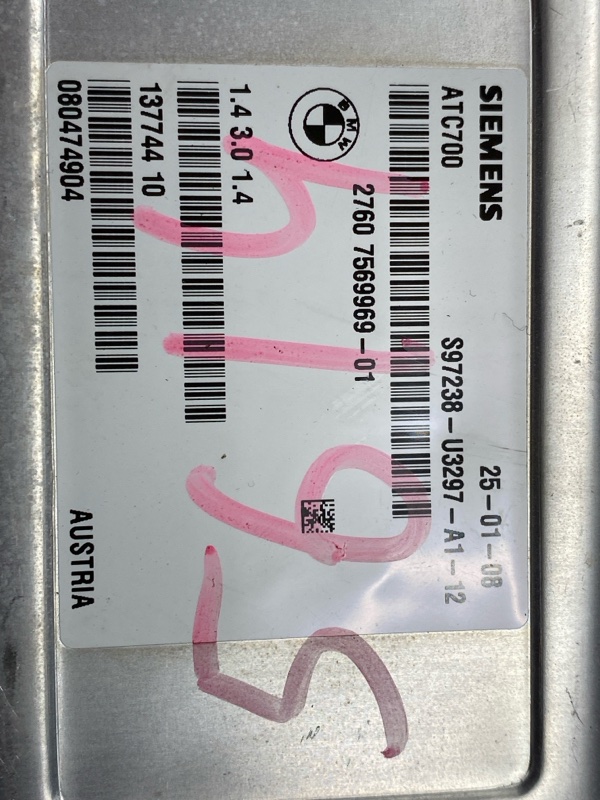 SIEMENS 25-01-08
ATC700 S97238-U3297-A1-12
BMW
2760 7569969-01
1.4 3.0 1.4
137744 10
080474904 AUSTRIA
195